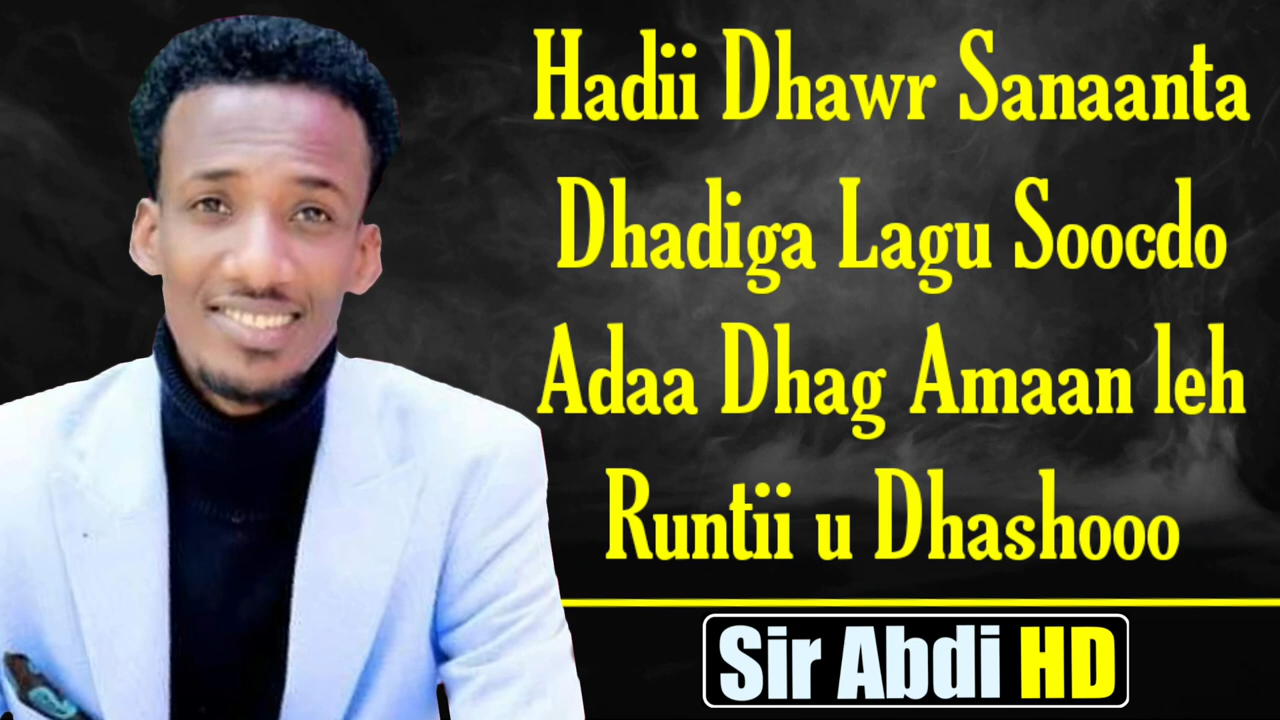 Hadii Dhawr Sanaanta
Dhadiga Lagu Soocdo
Adaa Dhag Amaan leh
Runtii u Dhashooo
Sir Abdi HD